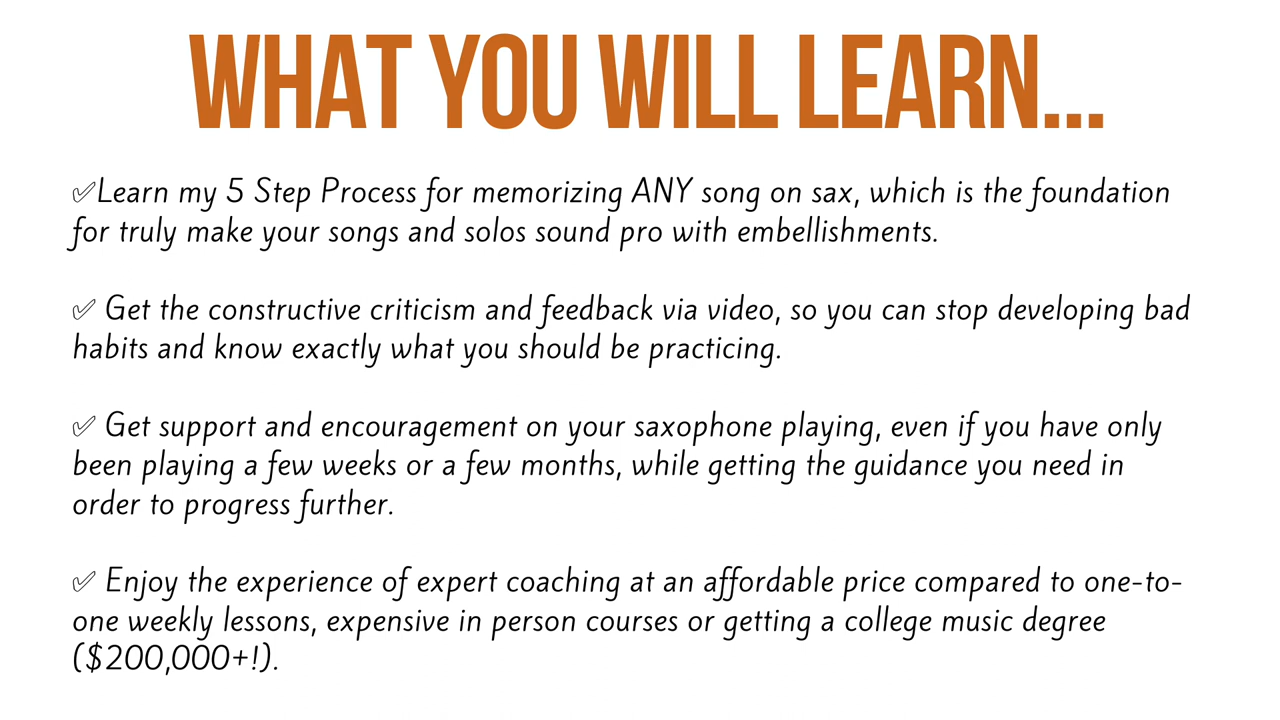 WHAT YOU WILL LEARN...
✅Learn my 5 Step Process for memorizing ANY song on sax, which is the foundation
for truly make your songs and solos sound pro with embellishments.
✅ Get the constructive criticism and feedback via video, so you can stop developing bad
habits and know exactly what you should be practicing.
✅ Get support and encouragement on your saxophone playing, even if you have only
been playing a few weeks or a few months, while getting the guidance you need in
order to progress further.
✅ Enjoy the experience of expert coaching at an affordable price compared to one-to-
one weekly lessons, expensive in person courses or getting a college music degree
($200,000+!).